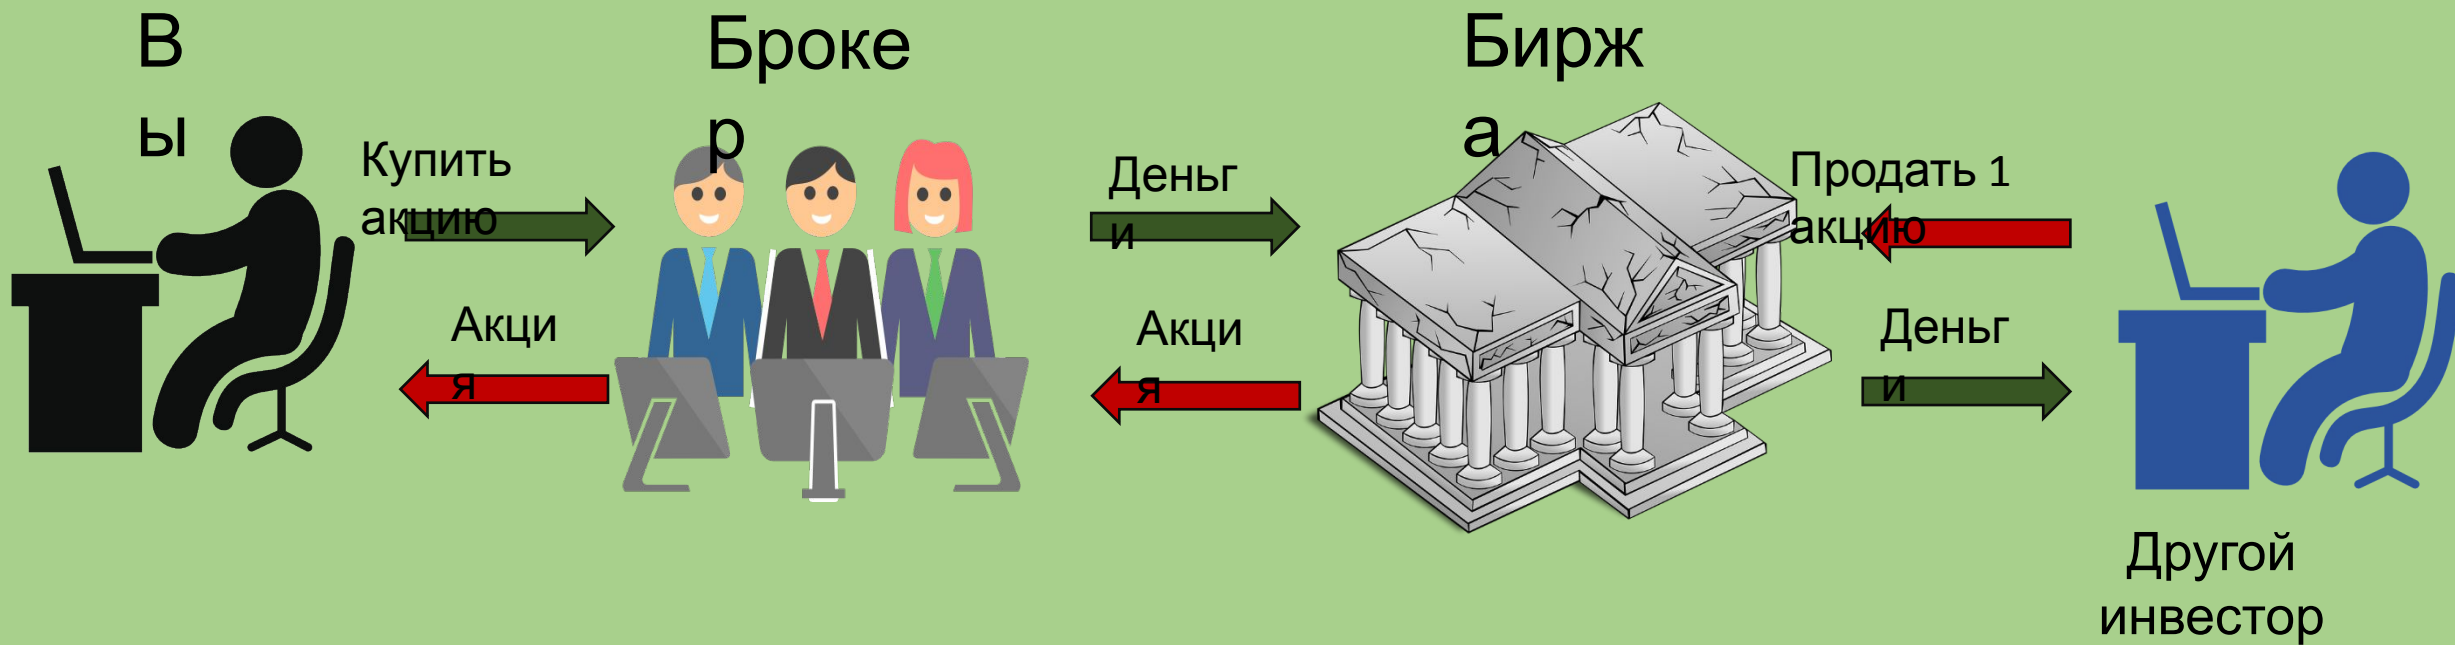 В
ы
Броке
р
Бирж
а
Купить
акцию
Деньг
и
Продать 1
акцию
Акци
я
Акци
я
Деньг
и
Другой
инвестор